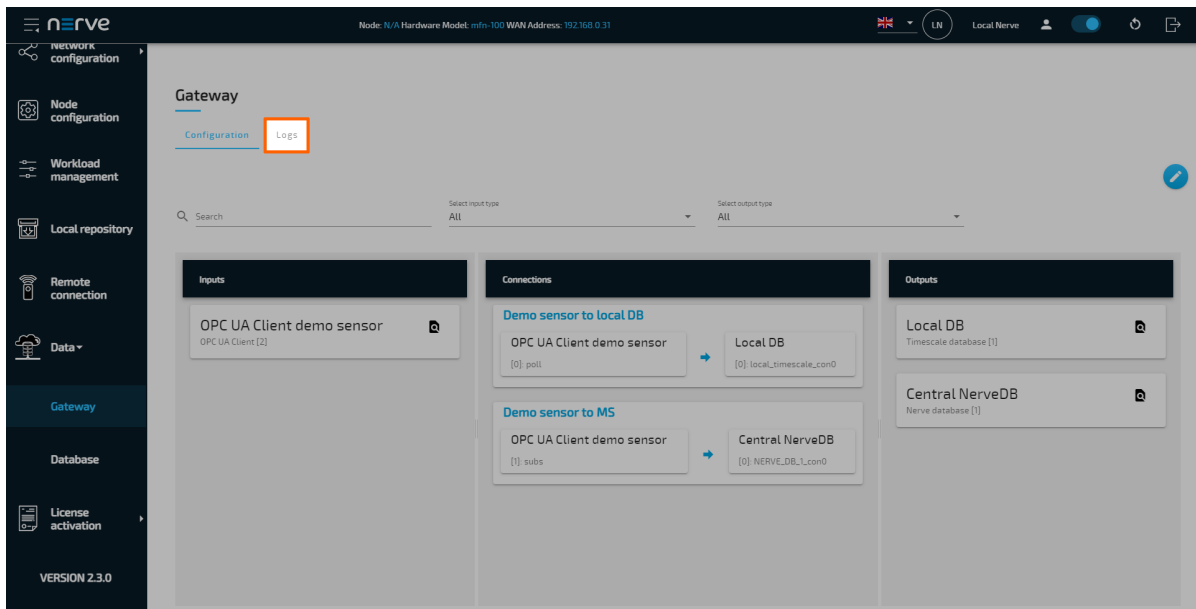 nerve
Node: N/A Hardware Model: mfn-100 WAN Address: 192.168.0.31
LN
Local Nerve
Network
configuration
Node
configuration
Workload
management
Local repository
Remote
connection
Data
Gateway
Database
License
activation
VERSION 2.3.0
Gateway
Configuration
Logs
Search
Select input type
All
Select output type
All
Inputs
OPC UA Client demo sensor
OPC UA Client [2]
Connections
Demo sensor to local DB
OPC UA Client demo sensor
[0]: poll
Local DB
[0]: local_timescale_con0
Demo sensor to MS
OPC UA Client demo sensor
[1]: subs
Central NerveDB
[0]: NERVE_DB_1_con0
Outputs
Local DB
Timescale database [1]
Central NerveDB
Nerve database [1]